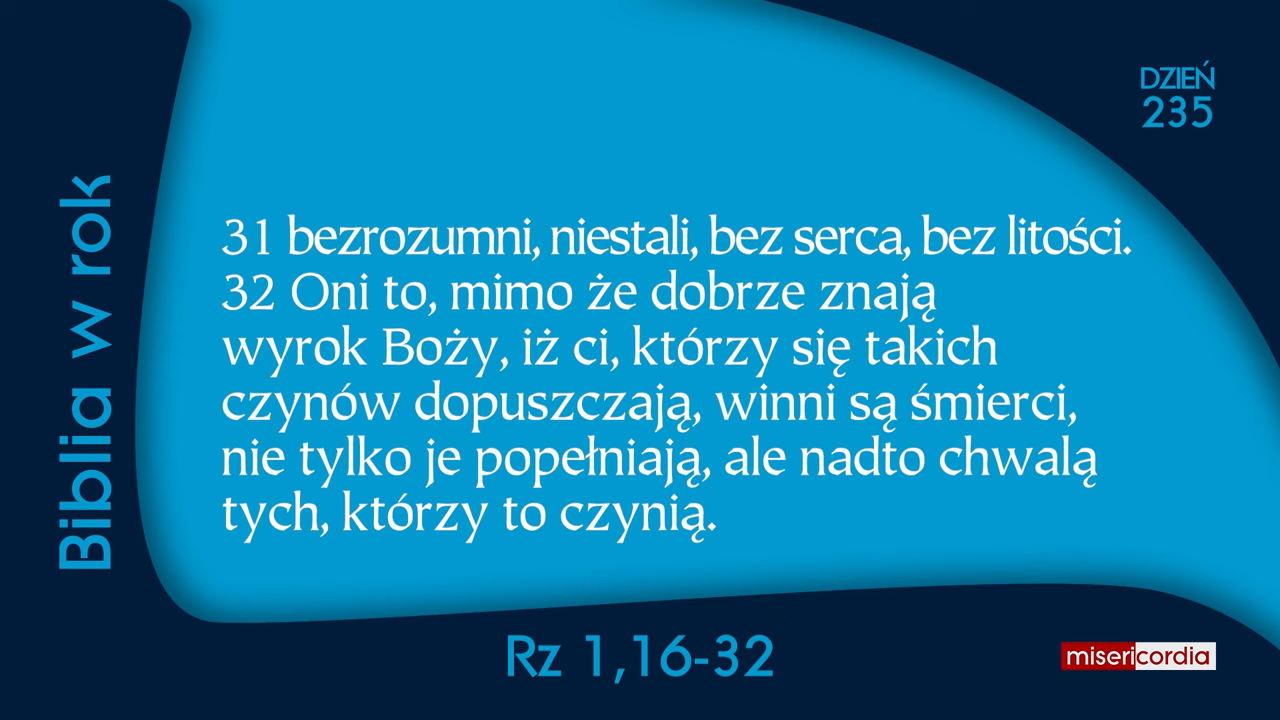 DZIEŃ
235
Biblia w rok
31 bezrozumni, niestali, bez serca, bez litości.
32 Oni to, mimo że dobrze znają
wyrok Boży, iż ci, którzy się takich
czynów dopuszczają, winni są śmierci,
nie tylko je popełniają, ale nadto chwalą
tych, którzy to czynią.
Rz 1,16-32
misericordia